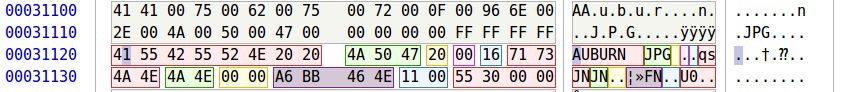 00031100 41 41 00 75 00 62 00 75 00 72 00 0F 00 96 6E 00 AA.u.b.u.r....n. .......n
00031110 2E 00 4A 00 50 00 47 00 00 00 00 00 FF FF FF FF ..J.P.G.....ÿÿÿÿ .JPG....
00031120 41 55 42 55 52 4E 20 20 4A 50 47 20 00 16 71 73 AUBURN JPG ..qs
00031130 4A 4E 4A 4E 00 00 A6 BB 46 4E 11 00 55 30 00 00 JNJN..¦»FN..U0.. ........